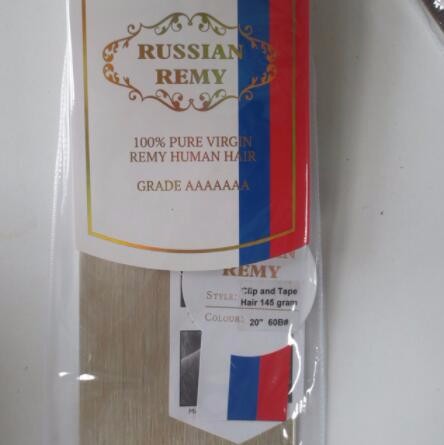 RUSSIAN
REMY
100% PURE VIRGIN
REMY HUMAN HAIR
GRADE AAAAAAA
REMY
STYLE: Clip and Tape
Hair 145 gram
COLOUR: 20" 60B#